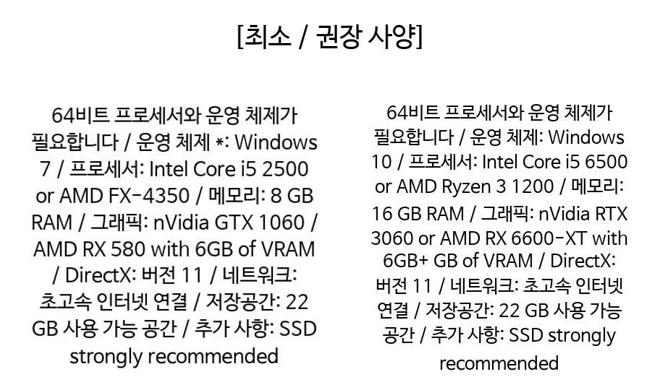 [최소 / 권장 사양]
64비트 프로세서와 운영 체제가
필요합니다 / 운영 체제 *: Windows
7 / 프로세서: Intel Core i5 2500
or AMD FX-4350 / 메모리: 8 GB
RAM / 그래픽: nVidia GTX 1060 /
AMD RX 580 with 6GB of VRAM
/ DirectX: 버전 11 / 네트워크:
초고속 인터넷 연결 / 저장공간: 22
GB 사용 가능 공간 / 추가 사항: SSD
strongly recommended
64비트 프로세서와 운영 체제가
필요합니다 / 운영 체제: Windows
10 / 프로세서: Intel Core i5 6500
or AMD Ryzen 3 1200 / 메모리:
16 GB RAM / 그래픽: nVidia RTX
3060 or AMD RX 6600-XT with
6GB+ GB of VRAM / DirectX:
버전 11 / 네트워크: 초고속 인터넷
연결 / 저장공간: 22 GB 사용 가능
공간 / 추가 사항: SSD strongly
recommended